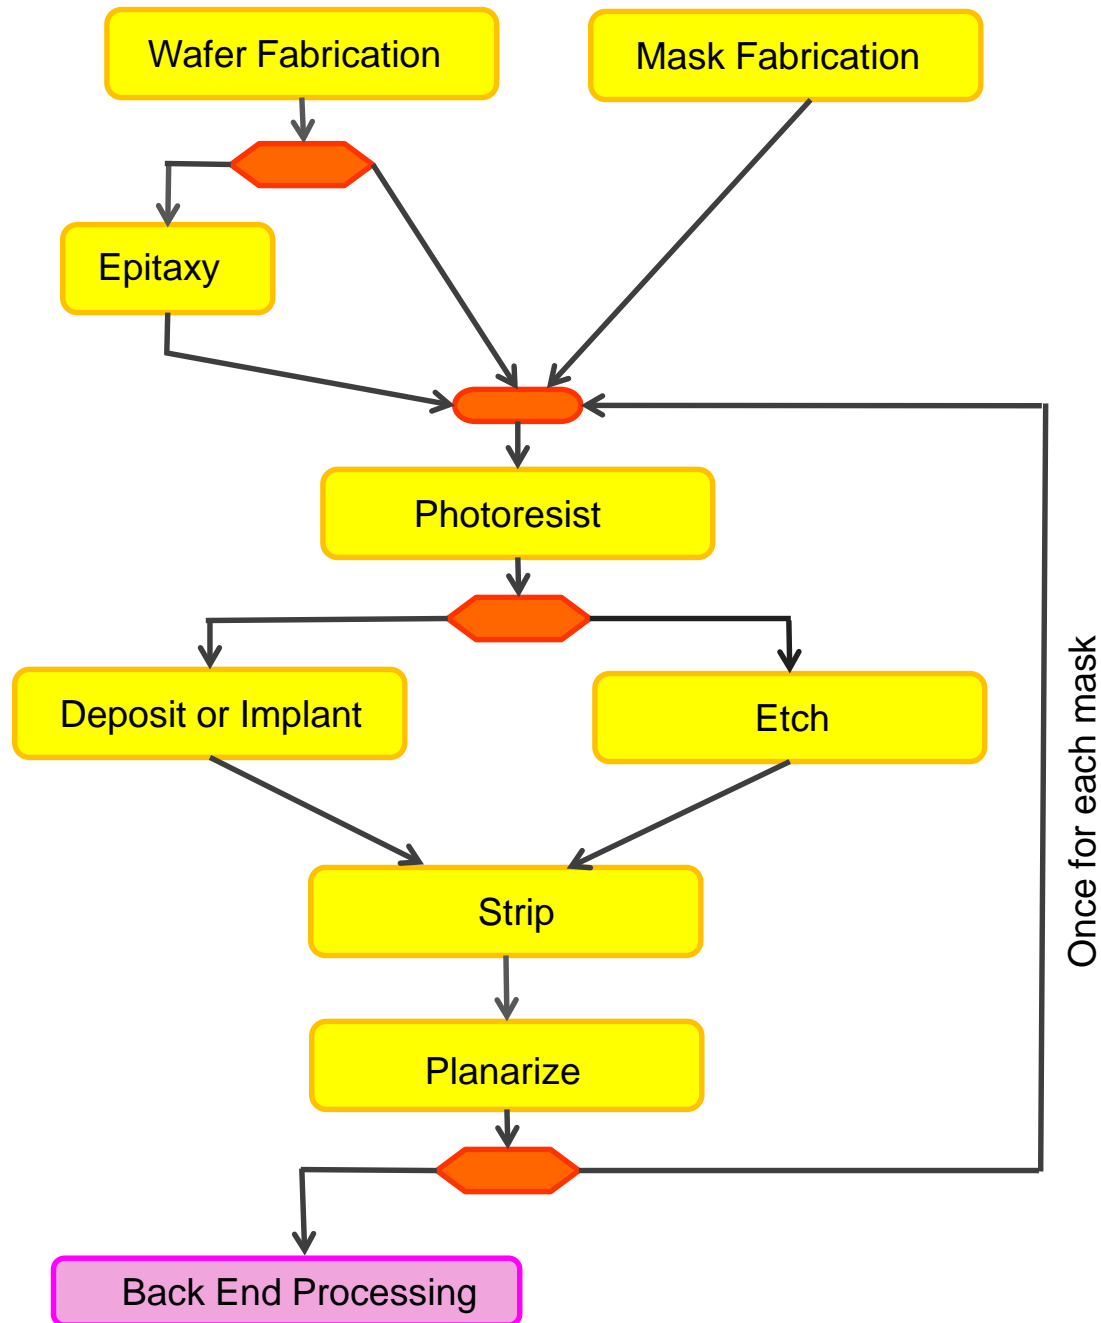 Wafer Fabrication
Mask Fabrication
Epitaxy
Photoresist
Deposit or Implant
Etch
Once for each mask
Strip
Planarize
Back End Processing